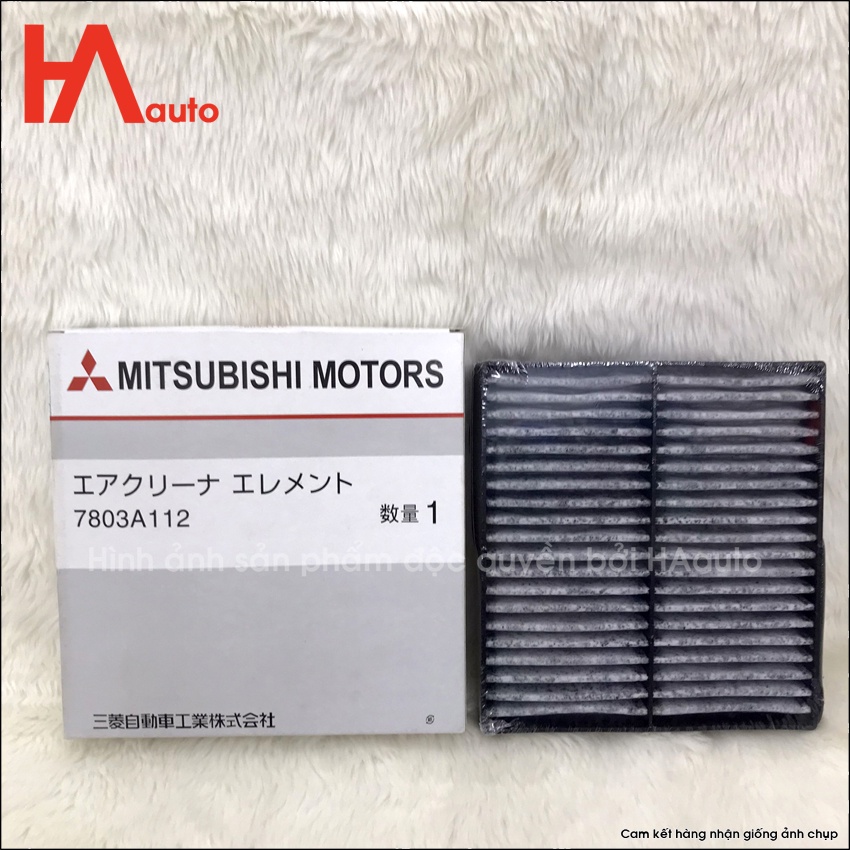 HA auto
MITSUBISHI MOTORS
エアクリーナ エレメント
7803A112
数量 1
Hình ảnh sản phẩm độc quyền bởi HAauto
三菱自動車工業株式会社
Cam kết hàng nhận giống ảnh chụp